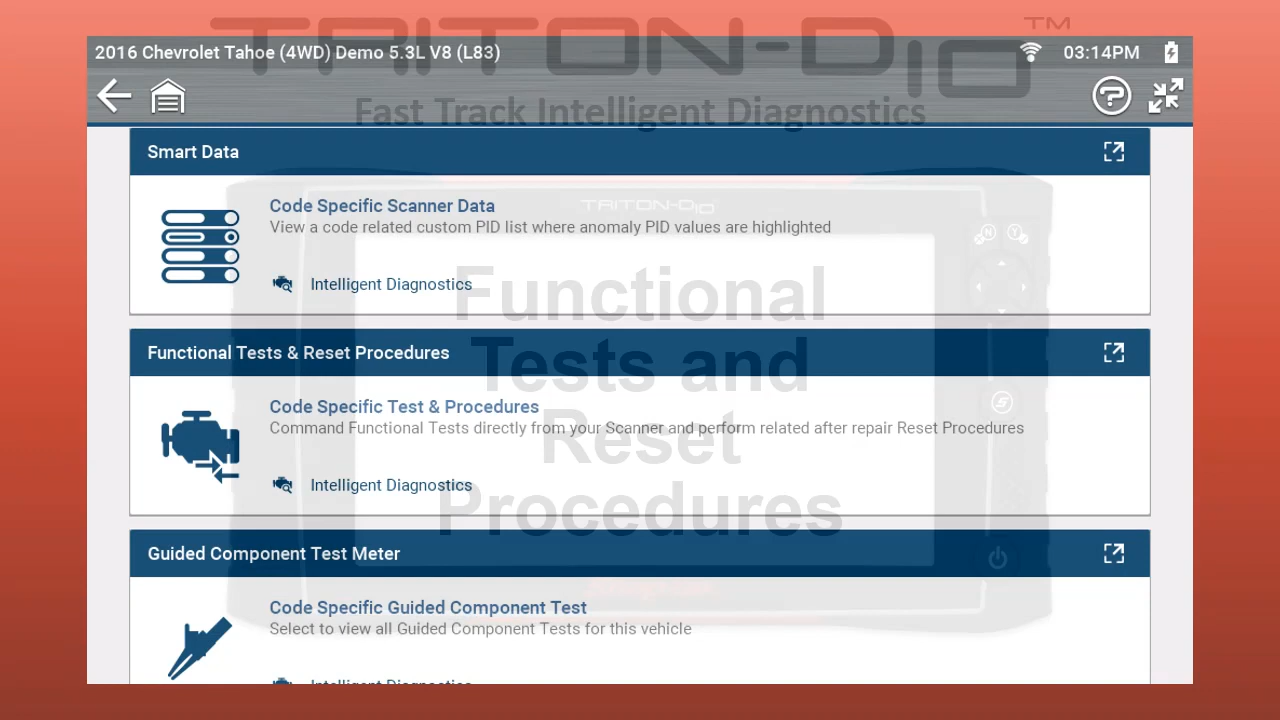 TRITON-D10™
2016 Chevrolet Tahoe (4WD) Demo 5.3L V8 (L83)
03:14PM
Fast Track Intelligent Diagnostics
Smart Data
Code Specific Scanner Data
TRITON-D10
View a code related custom PID list where anomaly PID values are highlighted
N
Y
Intelligent Diagnostics
Functional
Tests and
Reset
Procedures
Functional Tests & Reset Procedures
Code Specific Test & Procedures
Command Functional Tests directly from your Scanner and perform related after repair Reset Procedures
Intelligent Diagnostics
Guided Component Test Meter
Code Specific Guided Component Test
Select to view all Guided Component Tests for this vehicle
Intelligent Diagnostics